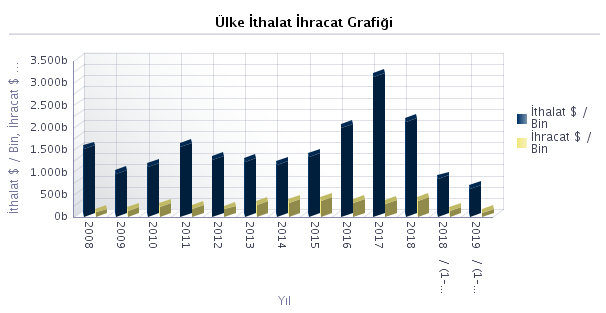 Ülke İthalat İhracat Grafiği
İthalat $ / Bin, İhracat $ ...
3.500b
3.000b
2.500b
2.000b
1.500b
1.000b
500b
0b
2008
2009
2010
2011
2012
2013
2014
2015
2016
2017
2018
2018 / (1-...
2019 / (1-...
Yıl
İthalat $ /
Bin
İhracat $ /
Bin